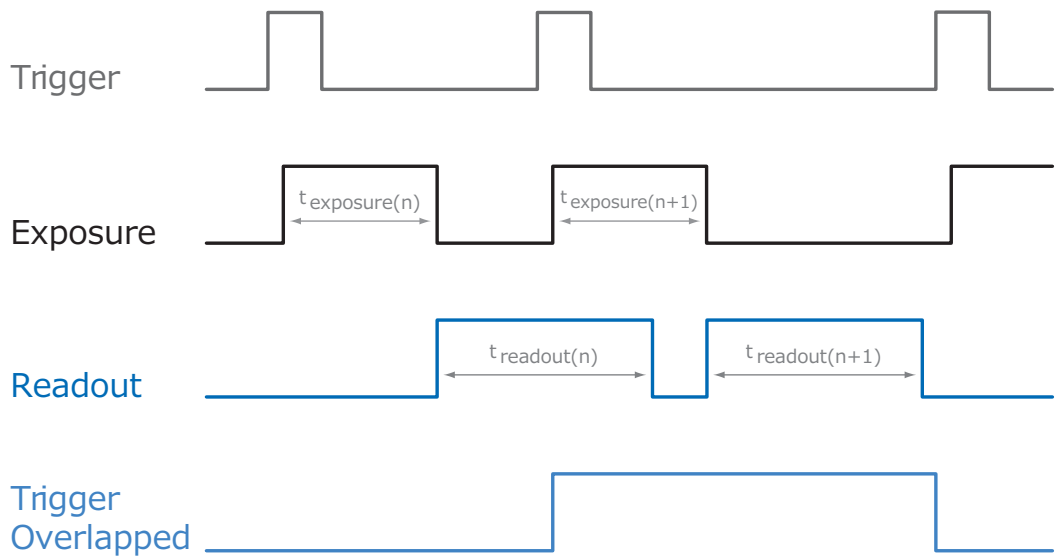 Trigger
Exposure
t exposure(n)
t exposure(n+1)
Readout
t readout(n)
t readout(n+1)
Trigger
Overlapped